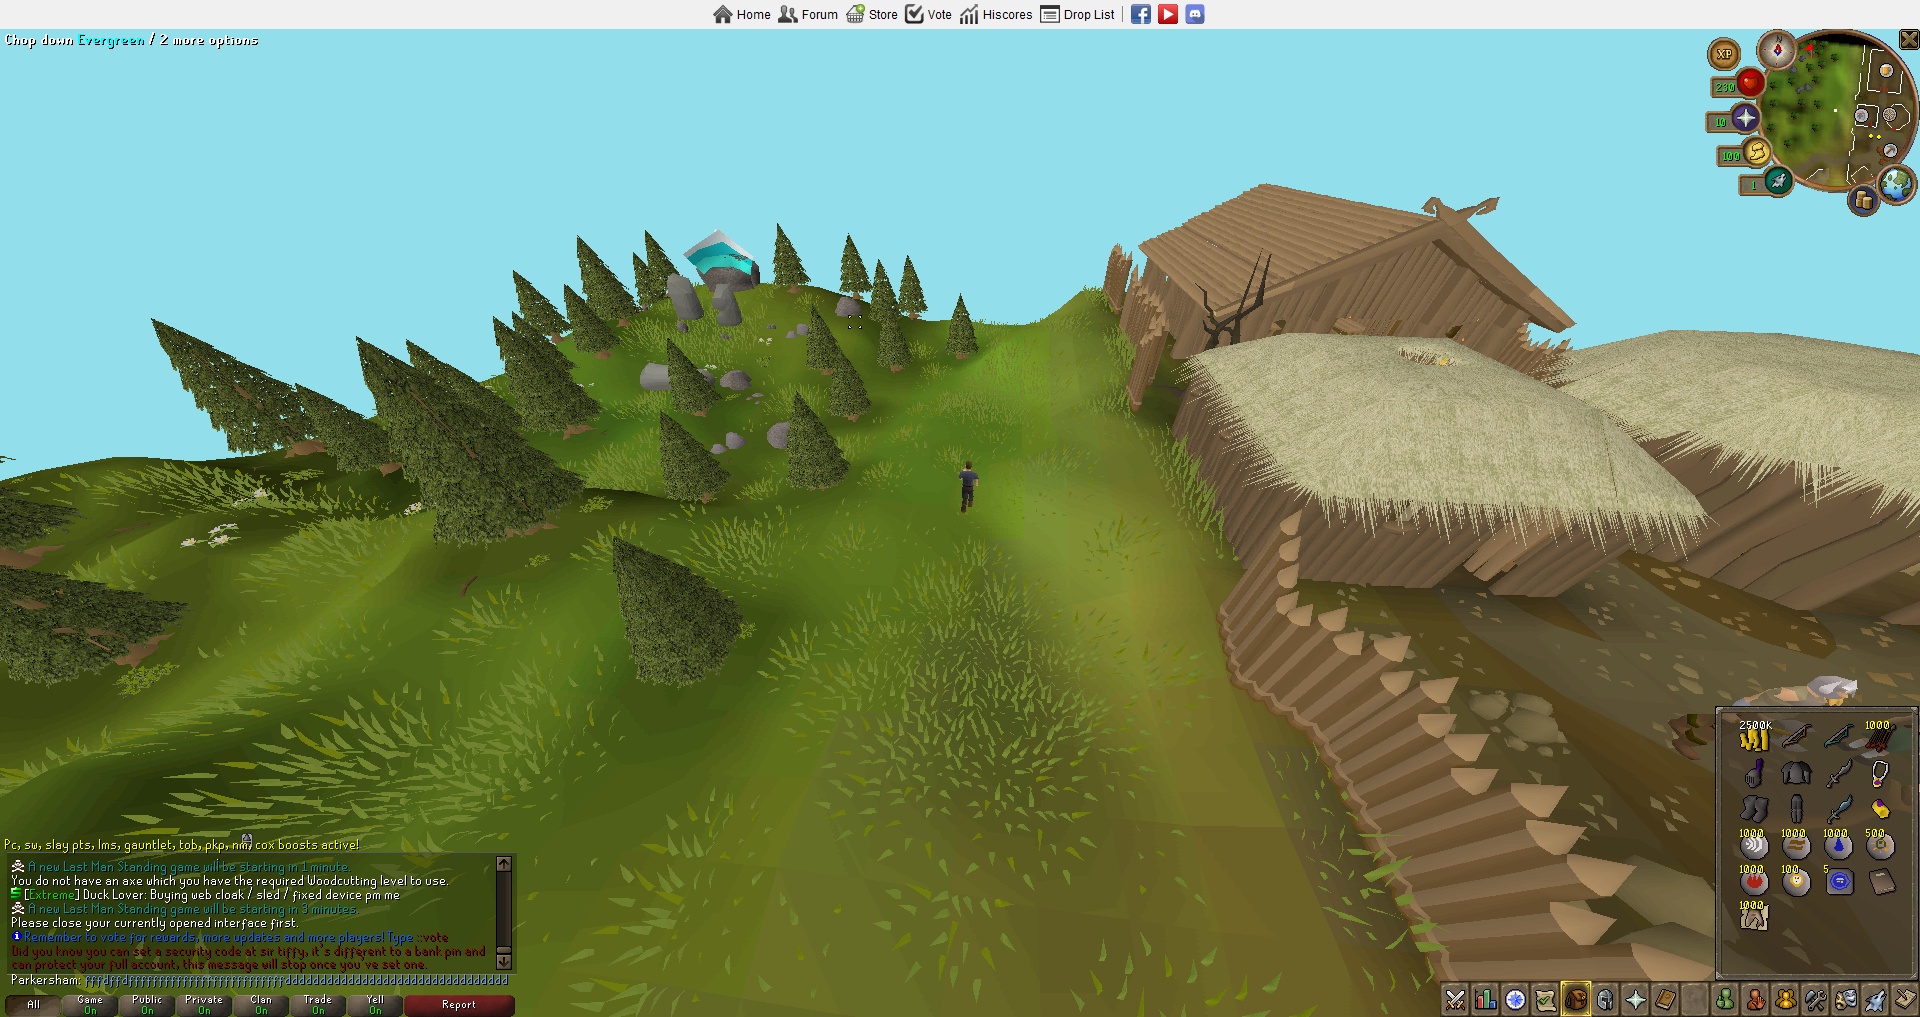 Home Forum Store Vote Hiscores Drop List
Chop down Evergreen / 2 more options
XP
230
10
100
1
N
2500K 1000
1000 1000 1000 500
1000 100 5
1000
Pc, sw, slay pts, lms, gauntlet, tob, pkp, nm, cox boosts active!
A new Last Man Standing game will be starting in 1 minute.
You do not have an axe which you have the required Woodcutting level to use.
[Extreme] Duck Lover: Buying web cloak / sled / fixed device pm me
A new Last Man Standing game will be starting in 3 minutes.
Please close your currently opened interface first.
Remember to vote for rewards, more updates and more players! Type ::vote
Did you know you can set a security code at sir tiffy, it's different to a bank pin and
can protect your full account, this message will stop once you've set one.
Parkersham:
All Game On Public On Private On Clan On Trade On Yell On Report